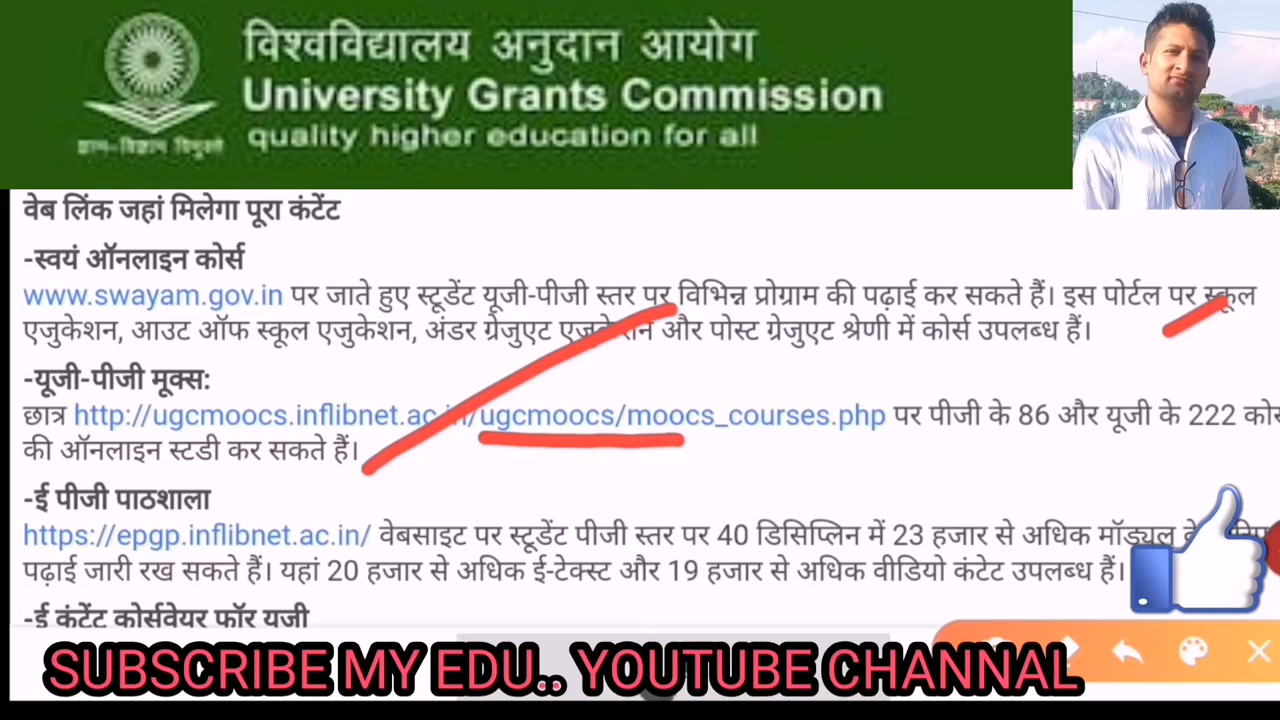 विश्वविद्यालय अनुदान आयोग
University Grants Commission
quality higher education for all
ज्ञान-विज्ञान विमुक्तये
वेब लिंक जहां मिलेगा पूरा कंटेंट
-स्वयं ऑनलाइन कोर्स
www.swayam.gov.in पर जाते हुए स्टूडेंट यूजी-पीजी स्तर पर विभिन्न प्रोग्राम की पढ़ाई कर सकते हैं। इस पोर्टल पर स्कूल
एजुकेशन, आउट ऑफ स्कूल एजुकेशन, अंडर ग्रेजुएट एजुकेशन और पोस्ट ग्रेजुएट श्रेणी में कोर्स उपलब्ध हैं।
-यूजी-पीजी मूक्स:
छात्र http://ugcmoocs.inflibnet.ac.in/ugcmoocs/moocs_courses.php पर पीजी के 86 और यूजी के 222 कोर्स
की ऑनलाइन स्टडी कर सकते हैं।
-ई पीजी पाठशाला
https://epgp.inflibnet.ac.in/ वेबसाइट पर स्टूडेंट पीजी स्तर पर 40 डिसिप्लिन में 23 हजार से अधिक मॉड्यूल
पढ़ाई जारी रख सकते हैं। यहां 20 हजार से अधिक ई-टेक्स्ट और 19 हजार से अधिक वीडियो कंटेट उपलब्ध हैं।
-ई कंटेंट कोर्सवेयर फॉर यूजी
SUBSCRIBE MY EDU.. YOUTUBE CHANNAL